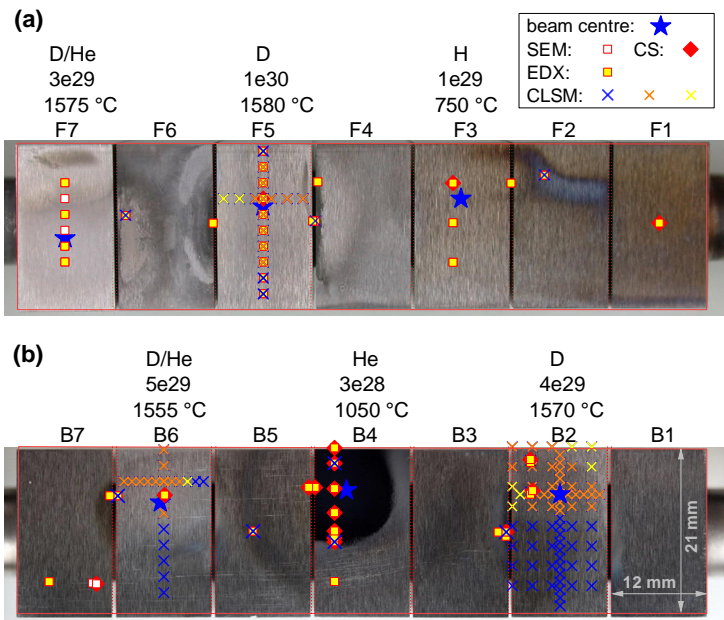 (a)
beam centre:
SEM: CS:
EDX:
CLSM:
D/He D H
3e29 1e30 1e29
1575 °C 1580 °C 750 °C
F7 F6 F5 F4 F3 F2 F1
(b)
D/He He D
5e29 3e28 4e29
1555 °C 1050 °C 1570 °C
B7 B6 B5 B4 B3 B2 B1
21 mm
12 mm